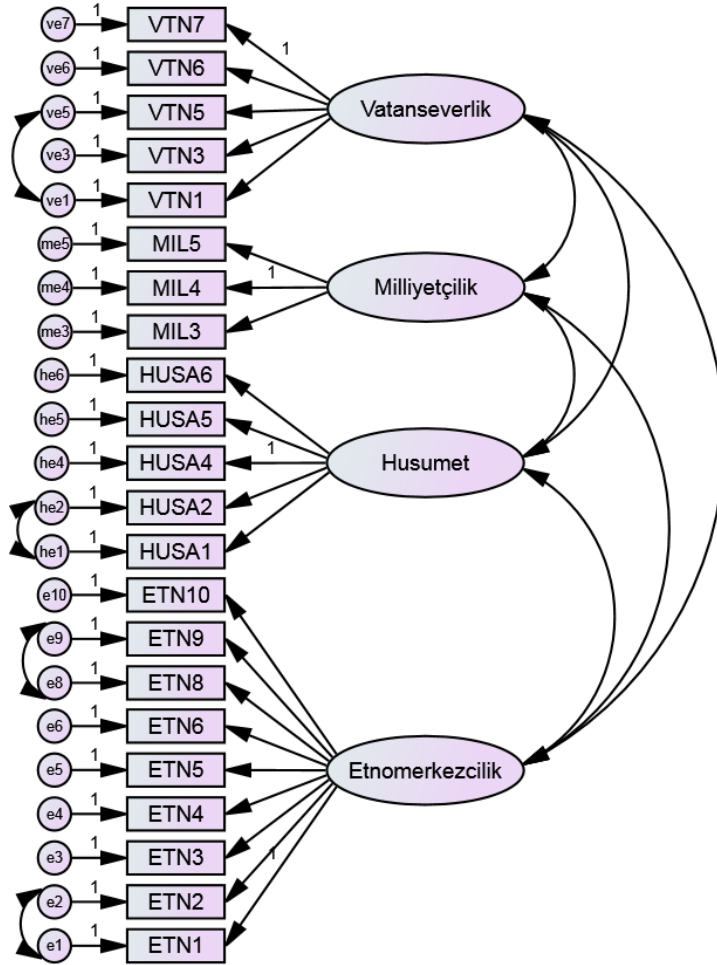 ve7 1 VTN7 1
ve6 1 VTN6
ve5 1 VTN5 Vatanseverlik
ve3 1 VTN3
ve1 1 VTN1
me5 1 MIL5
me4 1 MIL4 1 Milliyetçilik
me3 1 MIL3
he6 1 HUSA6
he5 1 HUSA5
he4 1 HUSA4 1 Husumet
he2 1 HUSA2
he1 1 HUSA1
e10 1 ETN10
e9 1 ETN9
e8 1 ETN8
e6 1 ETN6
e5 1 ETN5 Etnomerkezcilik
e4 1 ETN4
e3 1 ETN3 1
e2 1 ETN2
e1 1 ETN1